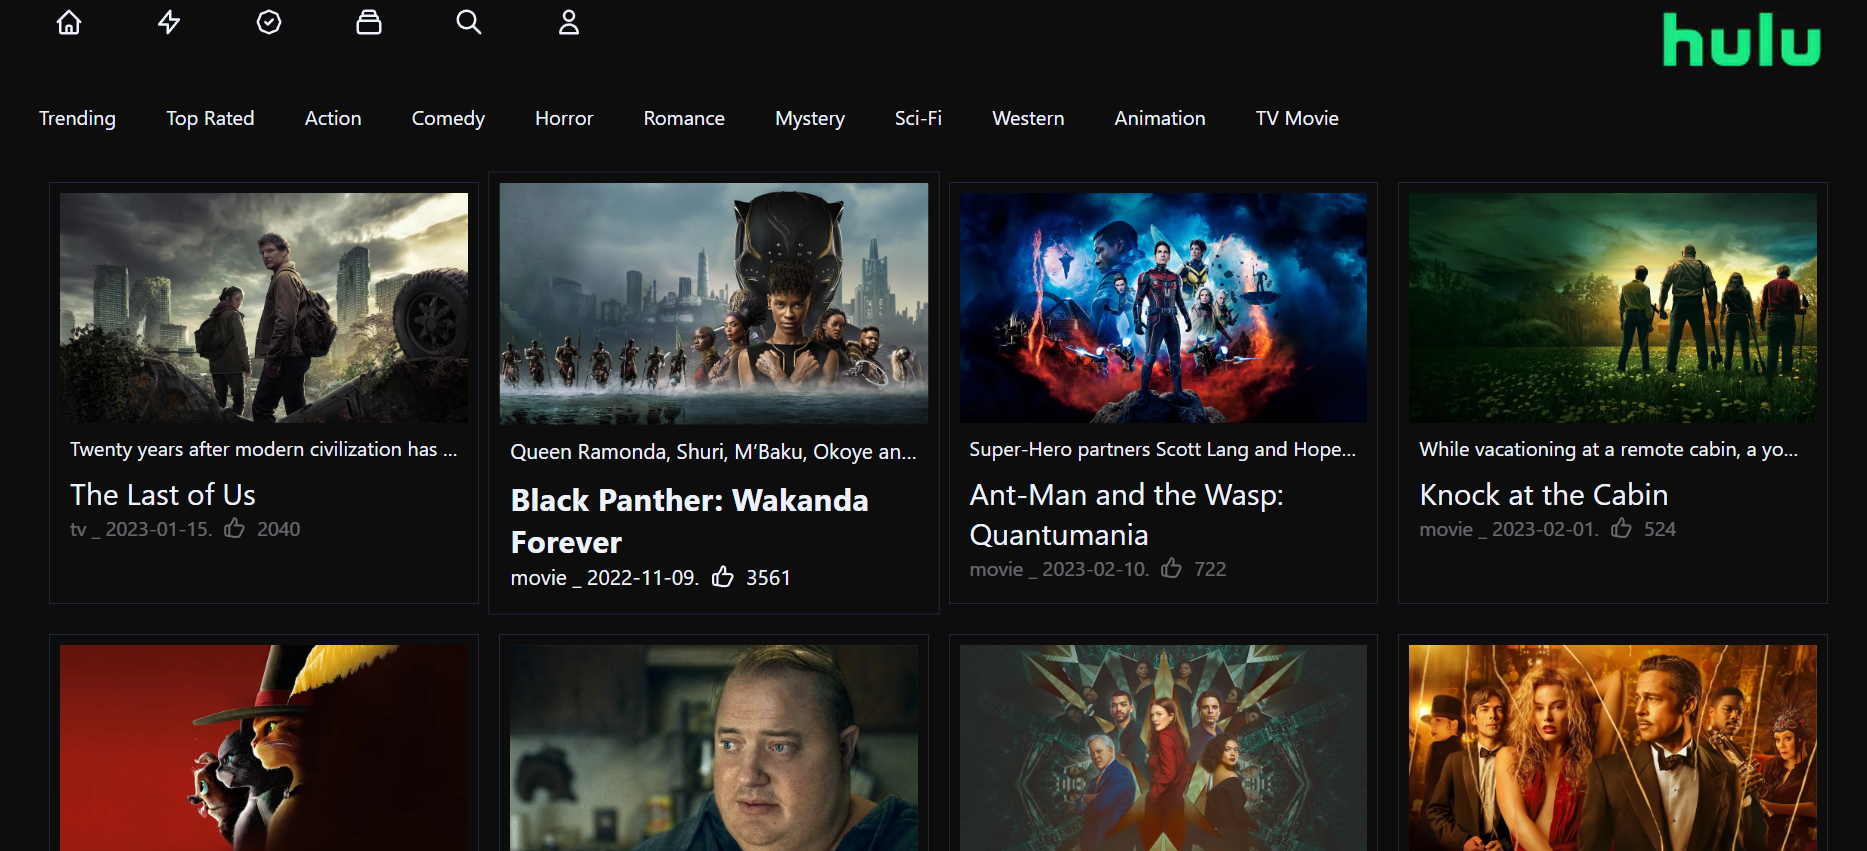 hulu
Trending Top Rated Action Comedy Horror Romance Mystery Sci-Fi Western Animation TV Movie
Twenty years after modern civilization has ...
The Last of Us
tv _ 2023-01-15. 2040
Queen Ramonda, Shuri, M’Baku, Okoye an...
Black Panther: Wakanda
Forever
movie _ 2022-11-09. 3561
Super-Hero partners Scott Lang and Hope...
Ant-Man and the Wasp:
Quantumania
movie _ 2023-02-10. 722
While vacationing at a remote cabin, a yo...
Knock at the Cabin
movie _ 2023-02-01. 524